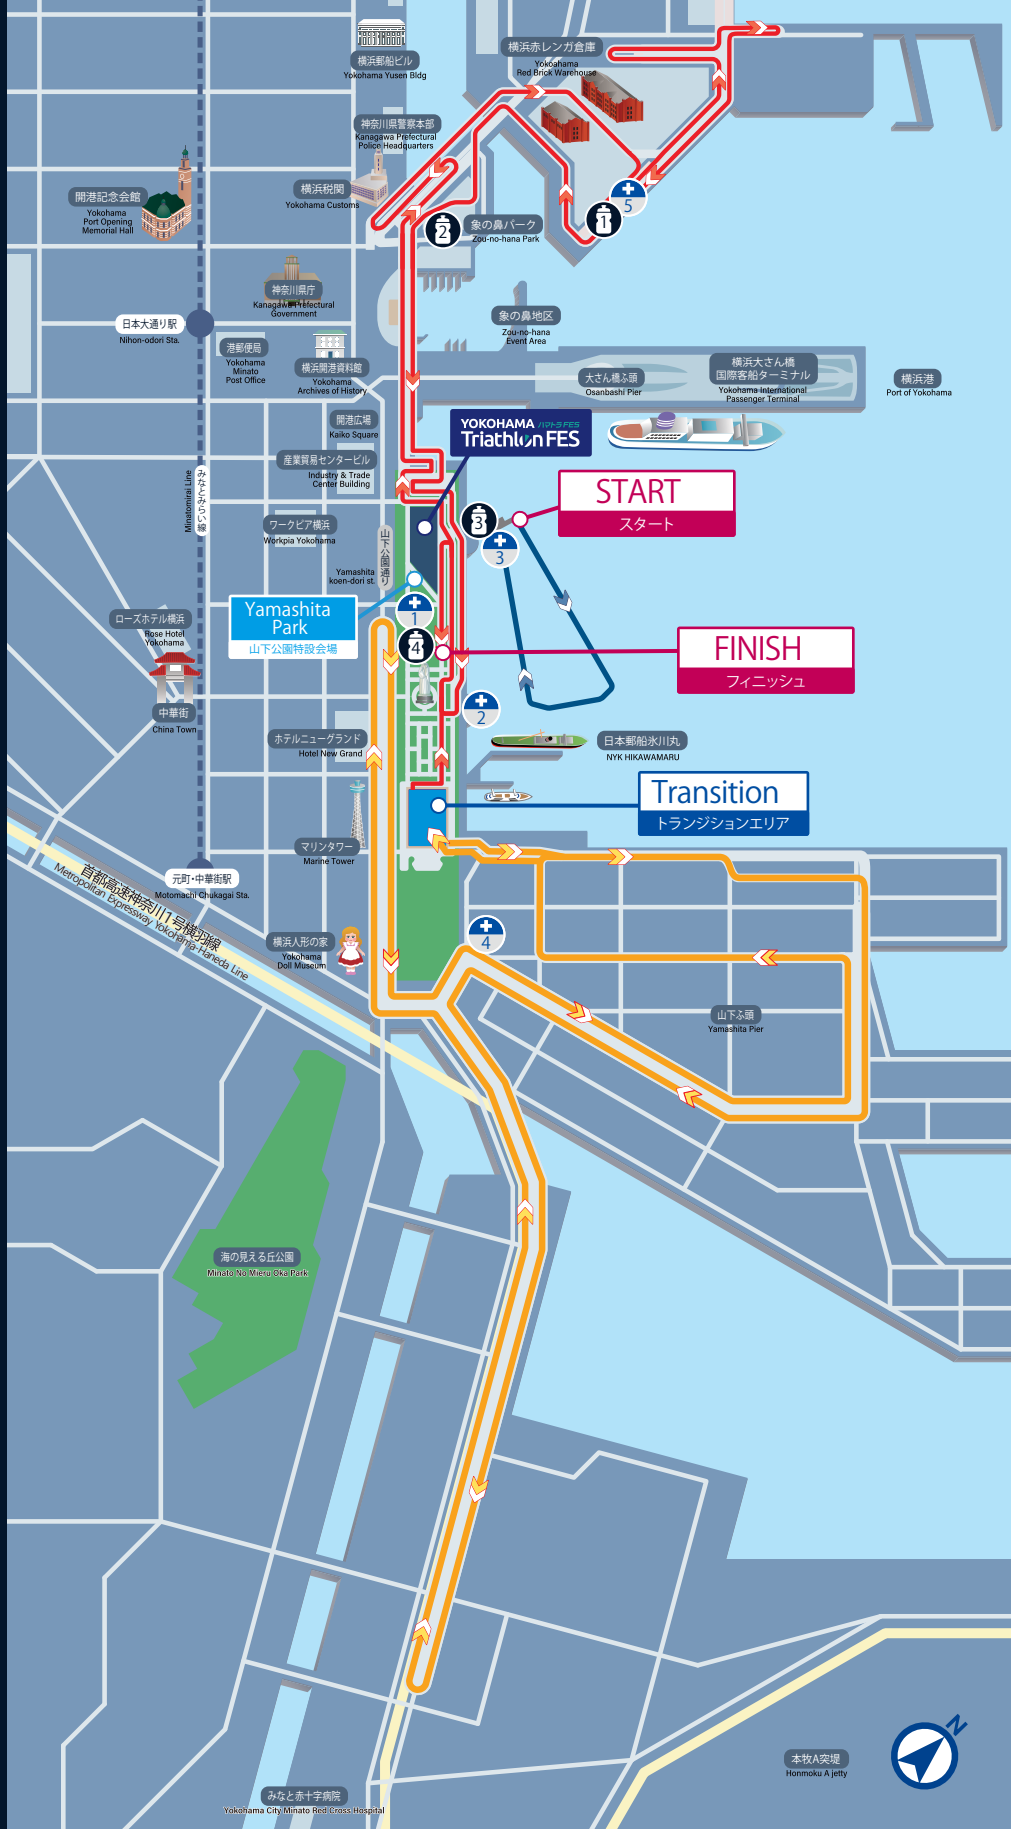 横浜郵船ビル
Yokohama Yusen Bldg
横浜赤レンガ倉庫
Yokoahama
Red Brick Warehouse
神奈川県警察本部
Kanagawa Prefectural
Police Headquarters
開港記念会館
Yokohama
Port Opening
Memorial Hall
横浜税関
Yokohama Customs
5
1
2
象の鼻パーク
Zou-no-hana Park
神奈川県庁
Kanagawa Prefectural
Government
日本大通り駅
Nihon-odori Sta.
象の鼻地区
Zou-no-hana
Event Area
港郵便局
Yokohama
Minato
Post Office
横浜開港資料館
Yokohama
Archives of History
大さん橋ふ頭
Osanbashi Pier
横浜大さん橋
国際客船ターミナル
Yokohama International
Passenger Terminal
横浜港
Port of Yokohama
開港広場
Kaiko Square
YOKOHAMA ハマトラFES
Triathlon FES
産業貿易センタービル
Industry & Trade
Center Building
みなとみらい線
Minatomirai Line
START
スタート
3
3
ワークピア横浜
Workpia Yokohama
山下公園通り
Yamashita
koen-dori st.
Yamashita
Park
山下公園特設会場
1
4
ローズホテル横浜
Rose Hotel
Yokohama
FINISH
フィニッシュ
中華街
China Town
2
ホテルニューグランド
Hotel New Grand
日本郵船氷川丸
NYK HIKAWAMARU
Transition
トランジションエリア
マリンタワー
Marine Tower
元町・中華街駅
Motomachi Chukagai Sta.
首都高速神奈川1号横羽線
Metropolitan Expressway Yokohama-Haneda Line
横浜人形の家
Yokohama
Doll Museum
4
山下ふ頭
Yamashita Pier
海の見える丘公園
Minato No Mieru Oka Park
N
本牧A突堤
Honmoku A jetty
みなと赤十字病院
Yokohama City Minato Red Cross Hospital